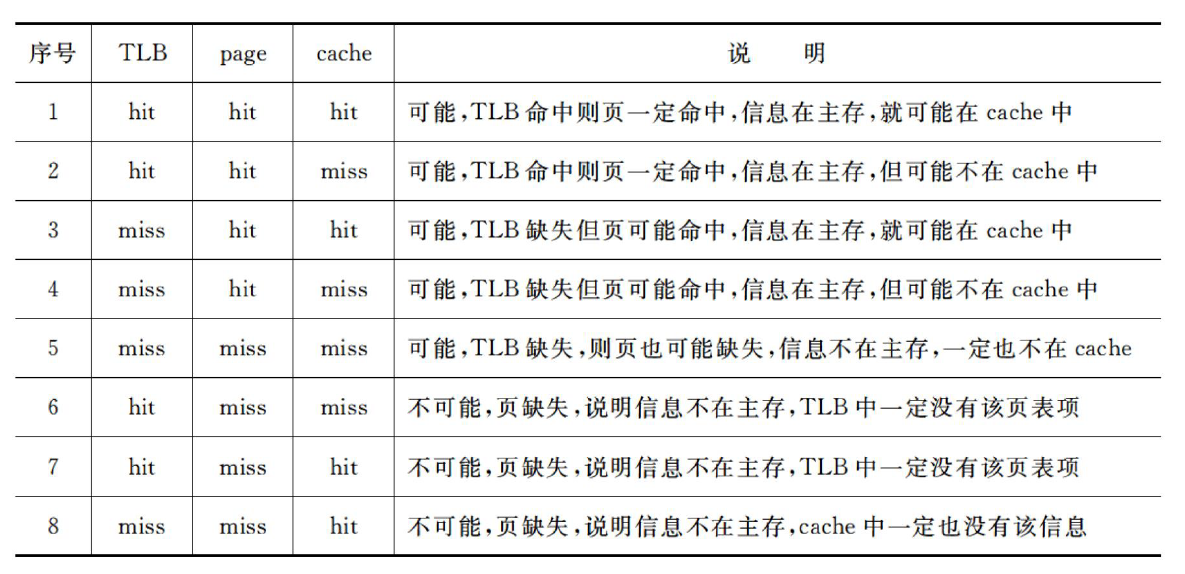 序号 TLB page cache 说 明
1 hit hit hit 可能,TLB 命中则页一定命中,信息在主存,就可能在 cache 中
2 hit hit miss 可能,TLB 命中则页一定命中,信息在主存,但可能不在 cache 中
3 miss hit hit 可能,TLB 缺失但页可能命中,信息在主存,就可能在 cache 中
4 miss hit miss 可能,TLB 缺失但页可能命中,信息在主存,但可能不在 cache 中
5 miss miss miss 可能,TLB 缺失,则页也可能缺失,信息不在主存,一定也不在 cache
6 hit miss miss 不可能,页缺失,说明信息不在主存,TLB 中一定没有该页表项
7 hit miss hit 不可能,页缺失,说明信息不在主存,TLB 中一定没有该页表项
8 miss miss hit 不可能,页缺失,说明信息不在主存,cache 中一定也没有该信息